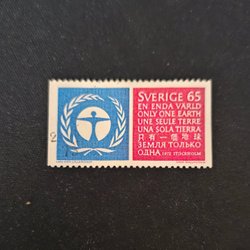 SVERIGE 65
EN ENDA VÄRLD
ONLY ONE EARTH
UNE SEULE TERRE
UNA SOLA TIERRA
只有一個地球
ЗЕМЛЯ ТОЛЬКО
ОДНА 1972 STOCKHOLM
2